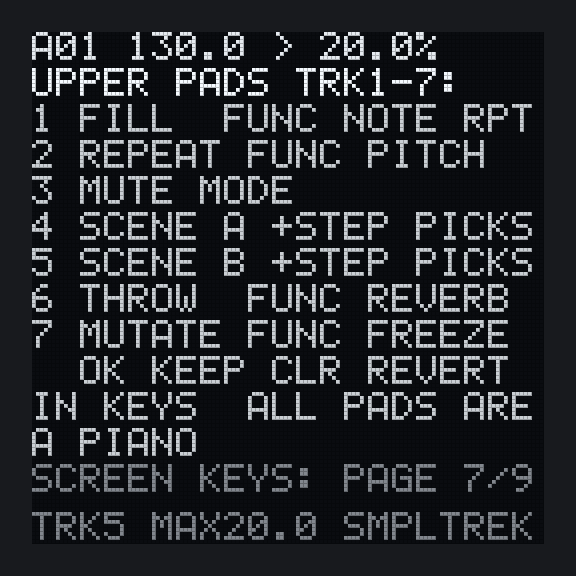 A01 130.0 > 20.0%
UPPER PADS TRK1-7:
1 FILL  FUNC NOTE RPT
2 REPEAT FUNC PITCH
3 MUTE MODE
4 SCENE A +STEP PICKS
5 SCENE B +STEP PICKS
6 THROW  FUNC REVERB
7 MUTATE FUNC FREEZE
  OK KEEP CLR REVERT
IN KEYS  ALL PADS ARE
A PIANO
SCREEN KEYS: PAGE 7/9
TRK5 MAX20.0 SMPLTREK